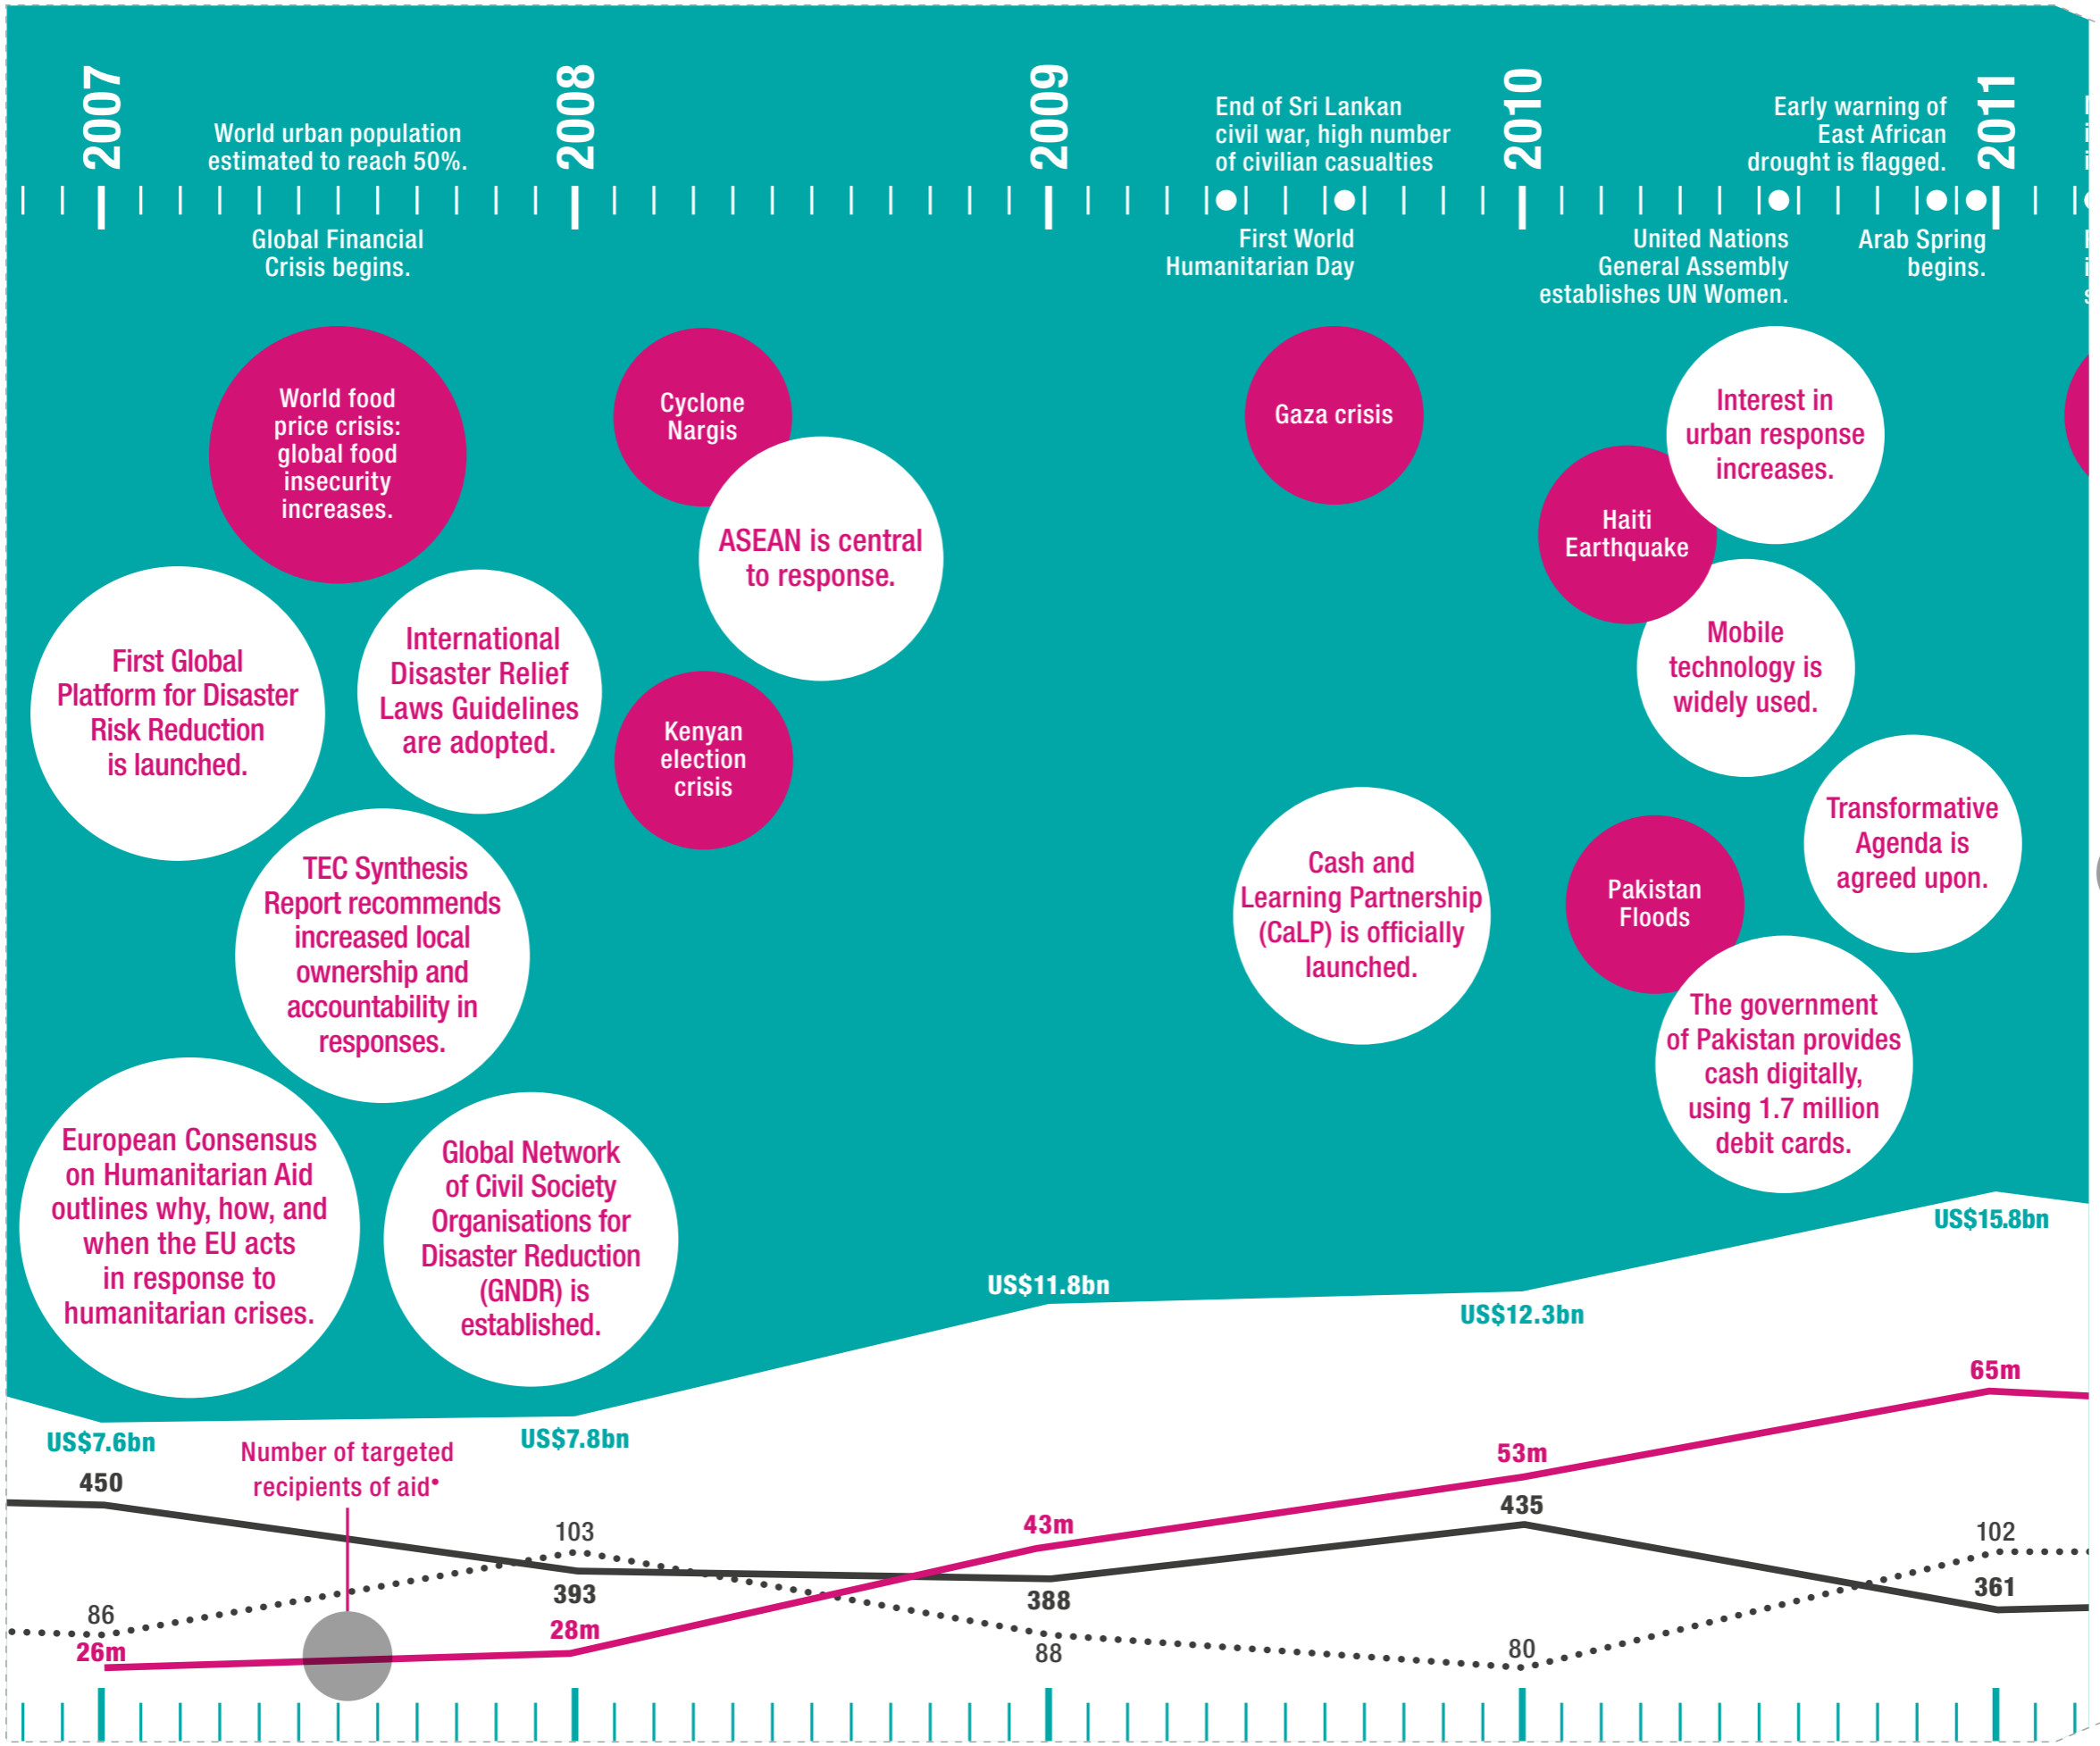 2007
2008
2009
2010
2011
World urban population
estimated to reach 50%.
End of Sri Lankan
civil war, high number
of civilian casualties
Early warning of
East African
drought is flagged.
Global Financial
Crisis begins.
First World
Humanitarian Day
United Nations
General Assembly
establishes UN Women.
Arab Spring
begins.
World food
price crisis:
global food
insecurity
increases.
Cyclone
Nargis
Gaza crisis
Interest in
urban response
increases.
Haiti
Earthquake
ASEAN is central
to response.
First Global
Platform for Disaster
Risk Reduction
is launched.
International
Disaster Relief
Laws Guidelines
are adopted.
Mobile
technology is
widely used.
Kenyan
election
crisis
Transformative
Agenda is
agreed upon.
TEC Synthesis
Report recommends
increased local
ownership and
accountability in
responses.
Cash and
Learning Partnership
(CaLP) is officially
launched.
Pakistan
Floods
The government
of Pakistan provides
cash digitally,
using 1.7 million
debit cards.
European Consensus
on Humanitarian Aid
outlines why, how, and
when the EU acts
in response to
humanitarian crises.
Global Network
of Civil Society
Organisations for
Disaster Reduction
(GNDR) is
established.
US$7.6bn
US$7.8bn
US$11.8bn
US$12.3bn
US$15.8bn
Number of targeted
recipients of aid•
450
393
388
435
361
86
103
88
80
102
26m
28m
43m
53m
65m